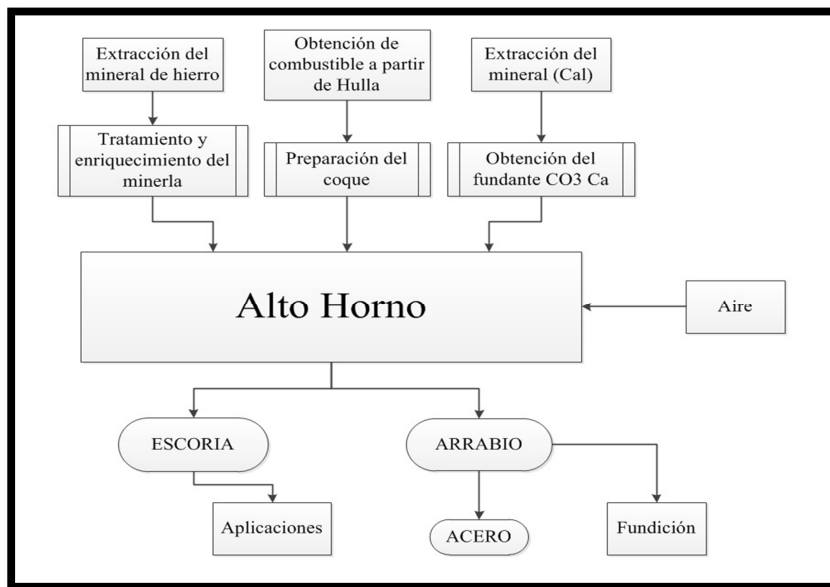 Extracción del
mineral de hierro
Obtención de
combustible a partir
de Hulla
Extracción del
mineral (Cal)
Tratamiento y
enriquecimiento del
minerla
Preparación del
coque
Obtención del
fundante CO3 Ca
Alto Horno
Aire
ESCORIA
ARRABIO
Aplicaciones
ACERO
Fundición